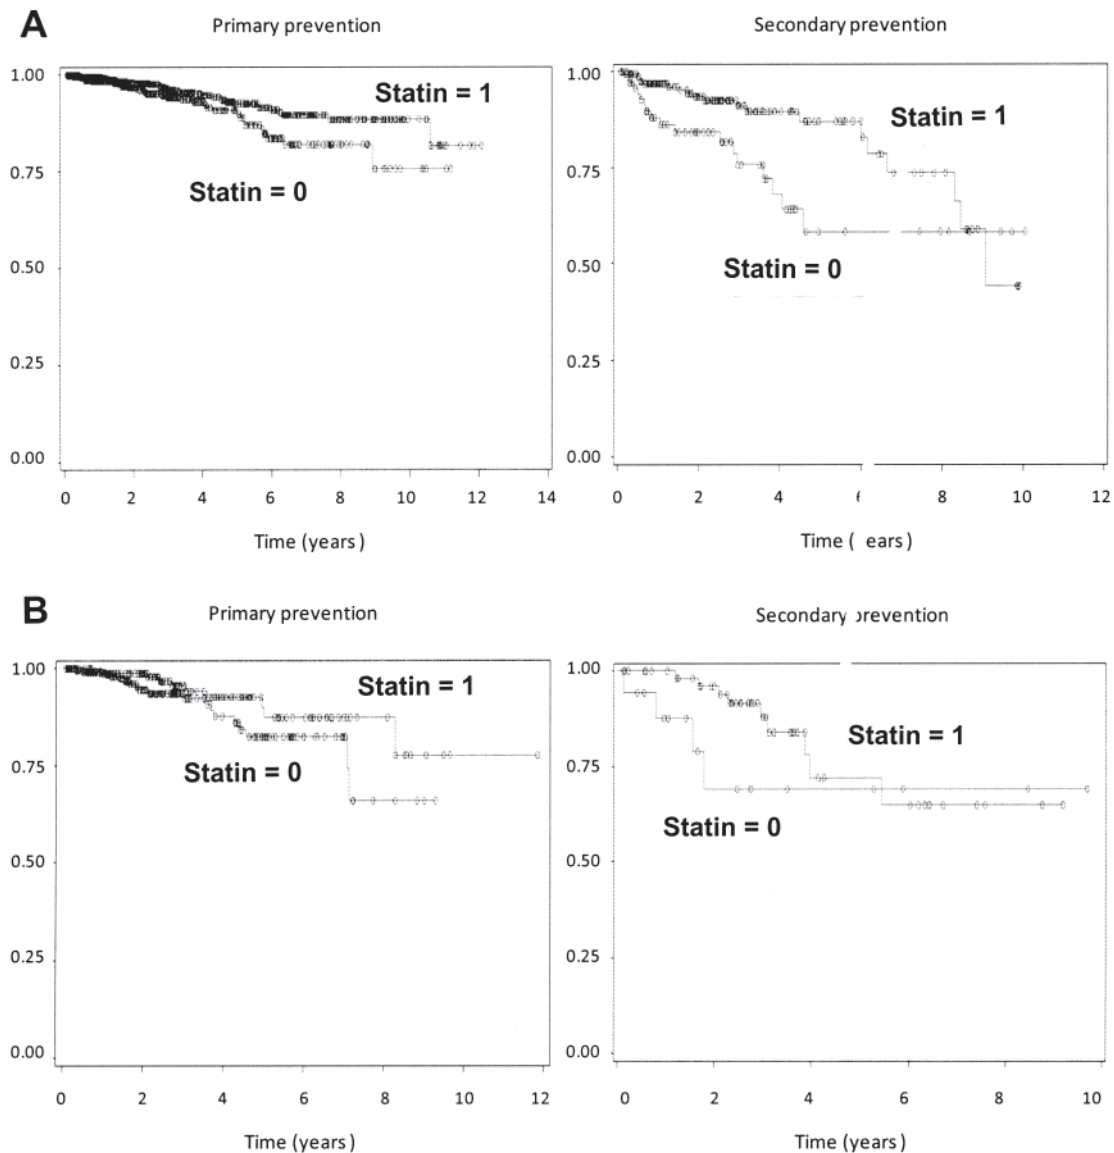 A
Primary prevention
Secondary prevention
1.00
0.75
0.50
0.25
0.00
Statin = 1
Statin = 0
0 2 4 6 8 10 12 14
Time (years)
1.00
0.75
0.50
0.25
0.00
Statin = 1
Statin = 0
0 2 4 8 10 12
Time ( ears)
B
Primary prevention
Secondary prevention
1.00
0.75
0.50
0.25
0.00
Statin = 1
Statin = 0
0 2 4 6 8 10 12
Time (years)
1.00
0.75
0.50
0.25
0.00
Statin = 1
Statin = 0
0 2 4 6 8 10
Time (years)